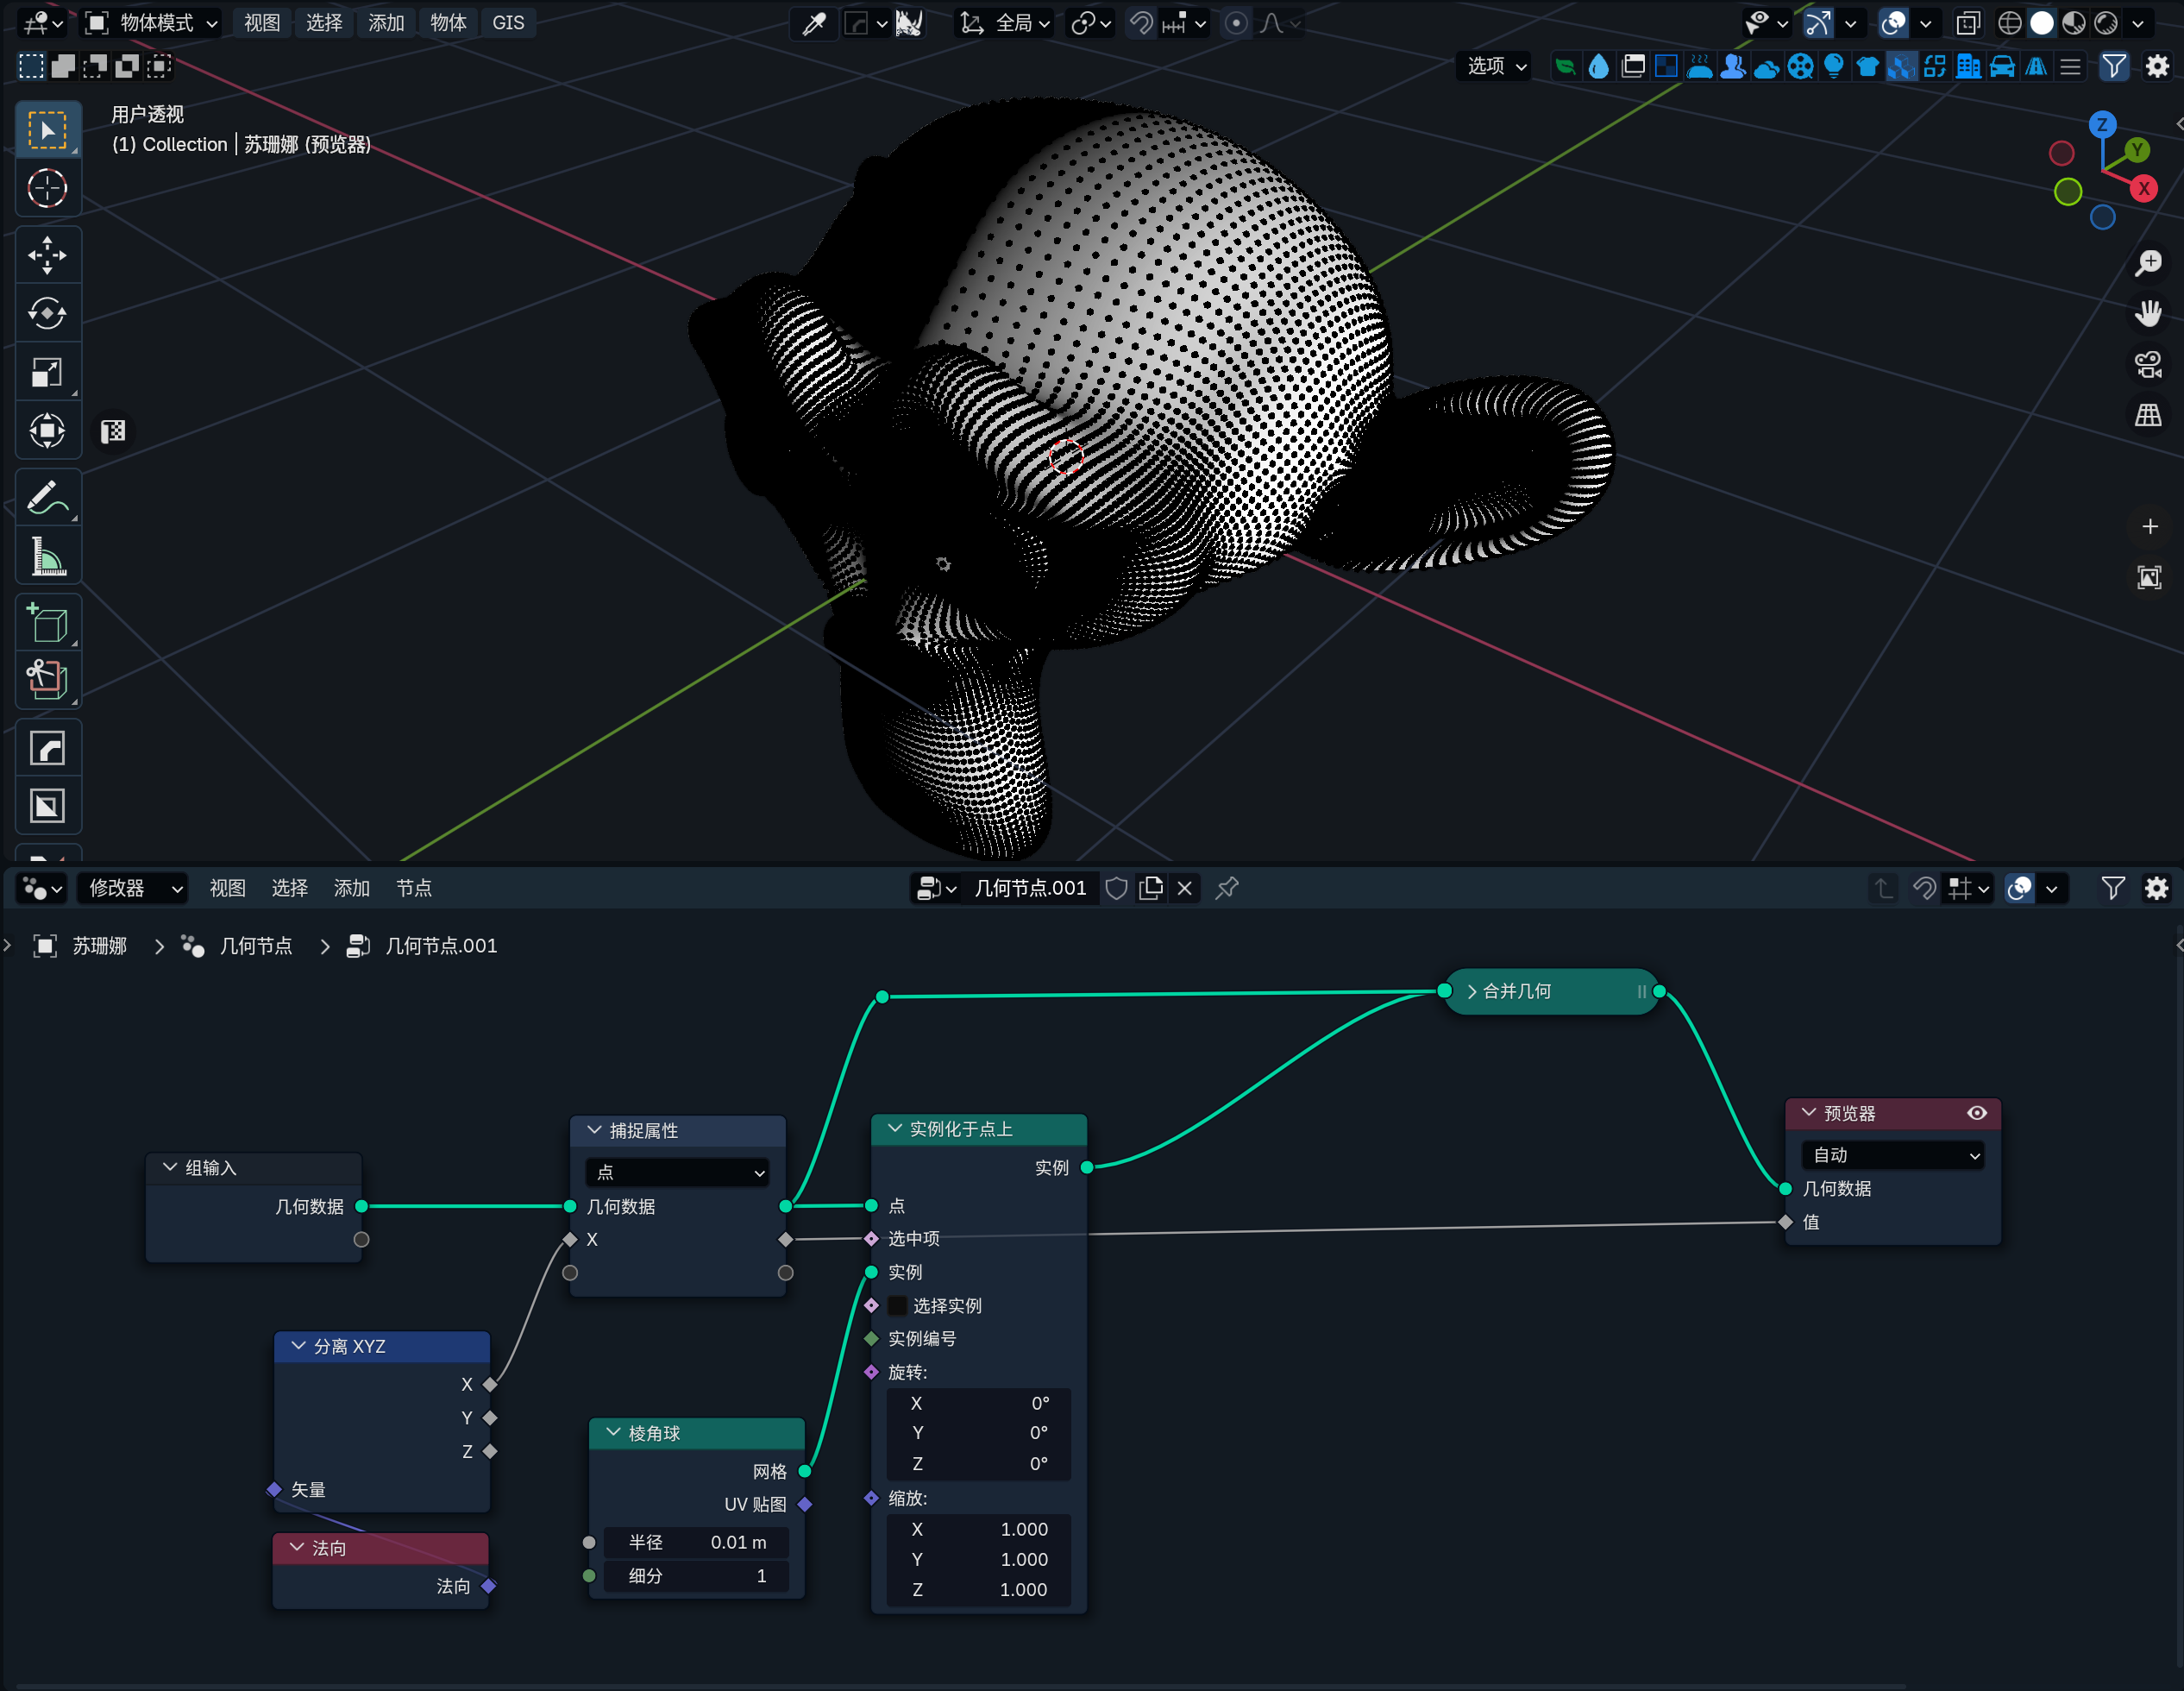 物体模式 视图 选择 添加 物体 GIS 全局
选项
用户透视
(1) Collection | 苏珊娜 (预览器)
Z
Y
X
修改器 视图 选择 添加 节点 几何节点.001
苏珊娜 几何节点 几何节点.001
合并几何
预览器
自动
几何数据
值
捕捉属性
点
几何数据
X
实例化于点上
实例
点
选中项
实例
选择实例
实例编号
旋转:
X 0°
Y 0°
Z 0°
缩放:
X 1.000
Y 1.000
Z 1.000
组输入
几何数据
分离 XYZ
X
Y
Z
矢量
法向
法向
棱角球
网格
UV 贴图
半径 0.01 m
细分 1